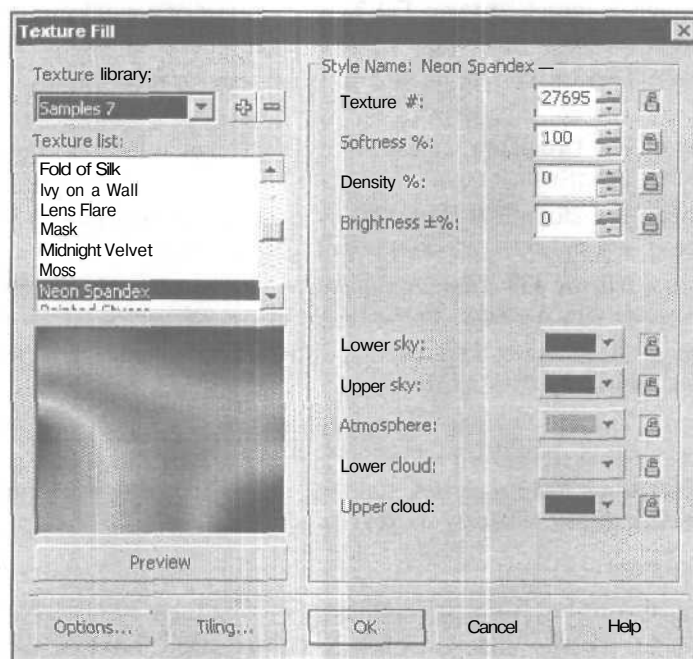 Texture Fill
Texture library;
Samples 7
Texture list:
Fold of Silk
Ivy on a Wall
Lens Flare
Mask
Midnight Velvet
Moss
Neon Spandex
Preview
Style Name: Neon Spandex —
Texture #: 27695
Softness %: 100
Density %: 0
Brightness ±%: 0
Lower sky:
Upper sky:
Atmosphere:
Lower cloud:
Upper cloud:
Options... Tiling... OK Cancel Help